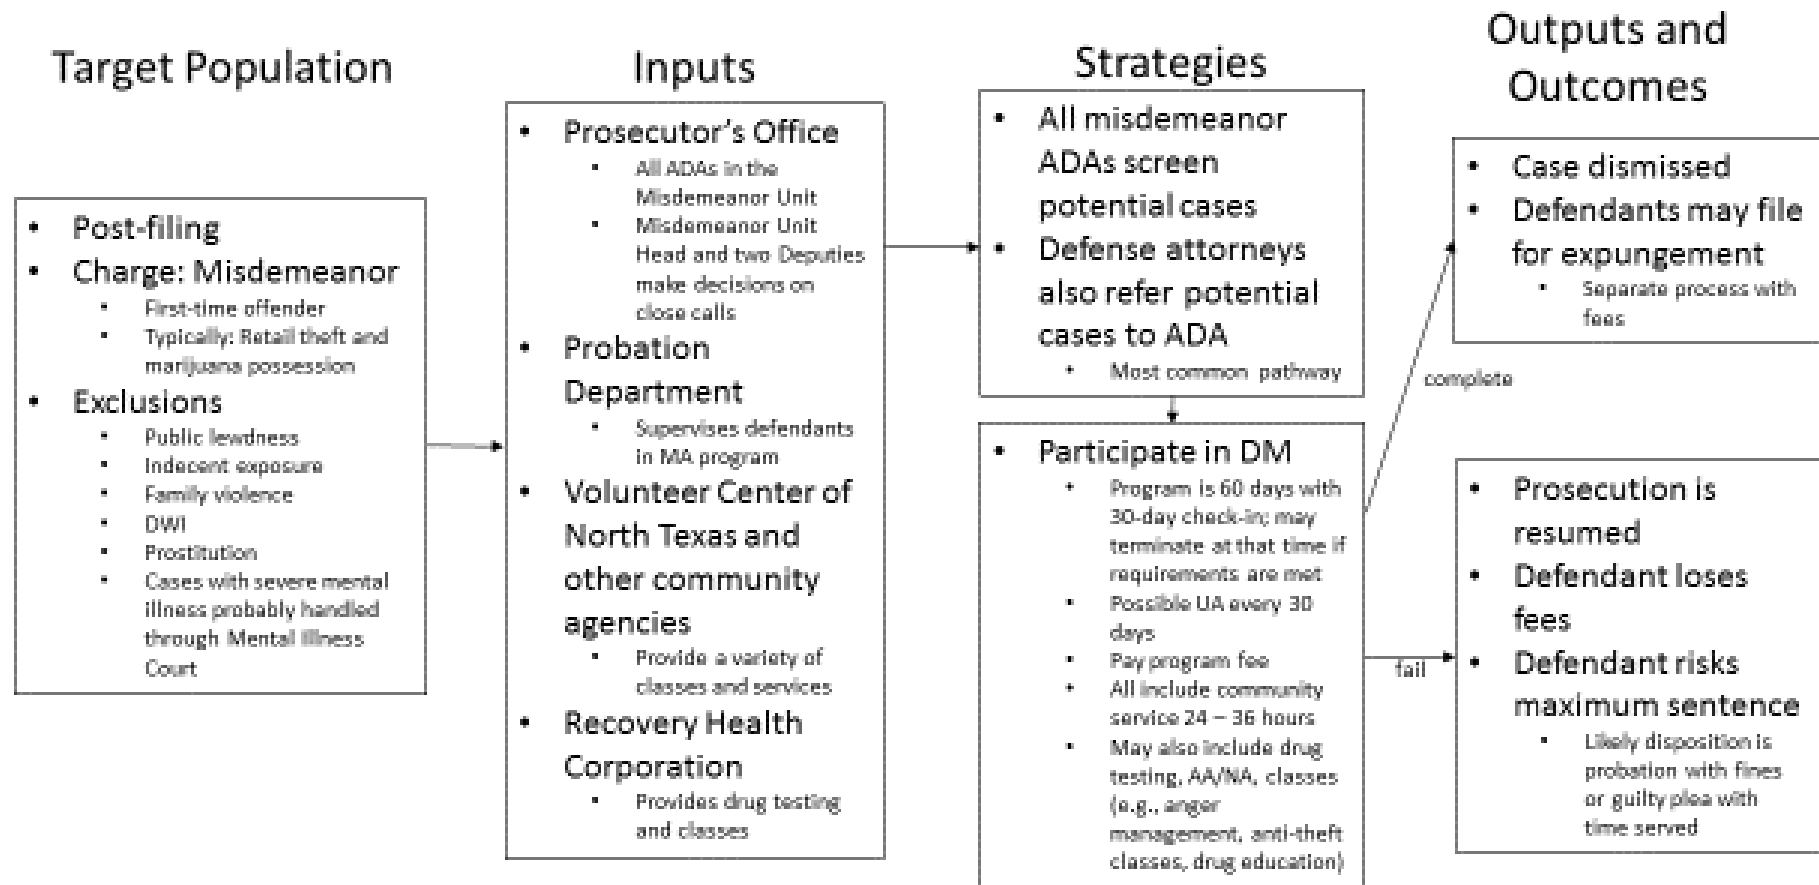 Target Population
• Post-filing
• Charge: Misdemeanor
• First-time offender
• Typically: Retail theft and
marijuana possession
• Exclusions
• Public lewdness
• Indecent exposure
• Family violence
• DWI
• Prostitution
• Cases with severe mental
illness probably handled
through Mental Illness
Court
Inputs
• Prosecutor's Office
• All ADAs in the
Misdemeanor Unit
• Misdemeanor Unit
Head and two Deputies
make decisions on
close calls
• Probation
Department
• Supervises defendants
in MA program
• Volunteer Center of
North Texas and
other community
agencies
• Provide a variety of
classes and services
• Recovery Health
Corporation
• Provides drug testing
and classes
Strategies
• All misdemeanor
ADAs screen
potential cases
• Defense attorneys
also refer potential
cases to ADA
• Most common pathway
• Participate in DM
• Program is 60 days with
30-day check-in; may
terminate at that time if
requirements are met
• Possible UA every 30
days
• Pay program fee
• All include community
service 24 – 36 hours
• May also include drug
testing, AA/NA, classes
(e.g., anger
management, anti-theft
classes, drug education)
complete
fail
Outputs and
Outcomes
• Case dismissed
• Defendants may file
for expungement
• Separate process with
fees
• Prosecution is
resumed
• Defendant loses
fees
• Defendant risks
maximum sentence
• Likely disposition is
probation with fines
or guilty plea with
time served